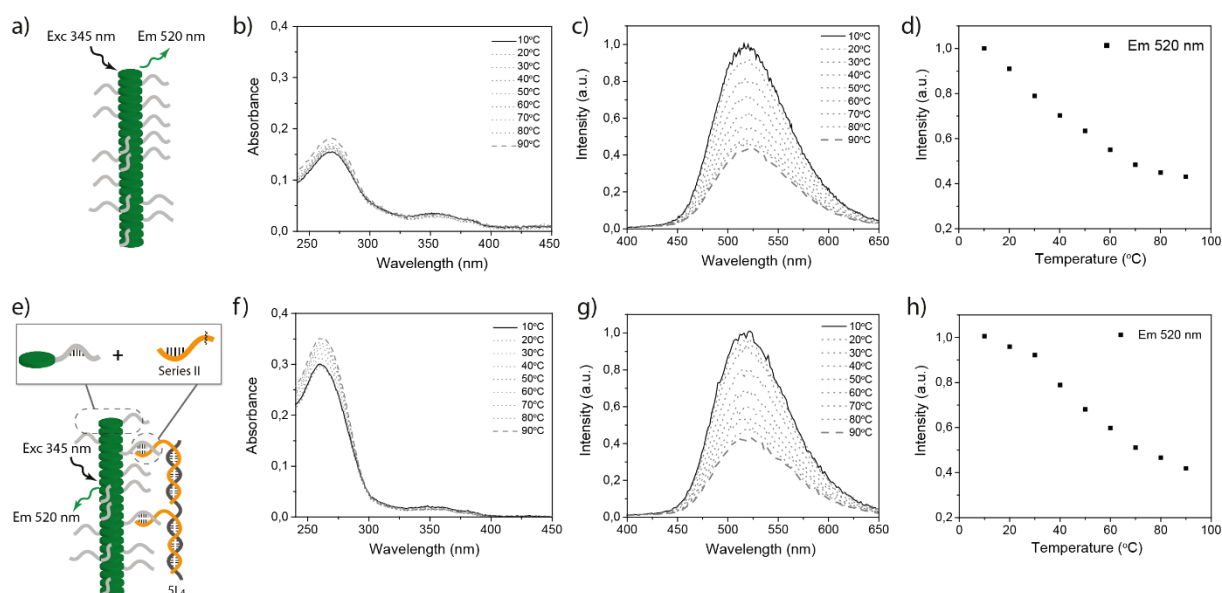 a)
Exc 345 nm
Em 520 nm
b)
Absorbance
0,4
0,3
0,2
0,1
0,0
250
300
350
400
450
Wavelength (nm)
10ºC
20ºC
30ºC
40ºC
50ºC
60ºC
70ºC
80ºC
90ºC
c)
Intensity (a.u.)
1,0
0,8
0,6
0,4
0,2
0,0
400
450
500
550
600
650
Wavelength (nm)
10ºC
20ºC
30ºC
40ºC
50ºC
60ºC
70ºC
80ºC
90ºC
d)
Intensity (a.u.)
1,0
0,8
0,6
0,4
0,2
0
20
40
60
80
100
Temperature (ºC)
Em 520 nm
e)
+
Series II
Exc 345 nm
Em 520 nm
f)
Absorbance
0,4
0,3
0,2
0,1
0,0
250
300
350
400
450
Wavelength (nm)
10ºC
20ºC
30ºC
40ºC
50ºC
60ºC
70ºC
80ºC
90ºC
g)
Intensity (a.u.)
1,0
0,8
0,6
0,4
0,2
0,0
400
450
500
550
600
650
Wavelength (nm)
10ºC
20ºC
30ºC
40ºC
50ºC
60ºC
70ºC
80ºC
90ºC
h)
Intensity (a.u.)
1,0
0,8
0,6
0,4
0,2
0
20
40
60
80
100
Temperature (ºC)
Em 520 nm